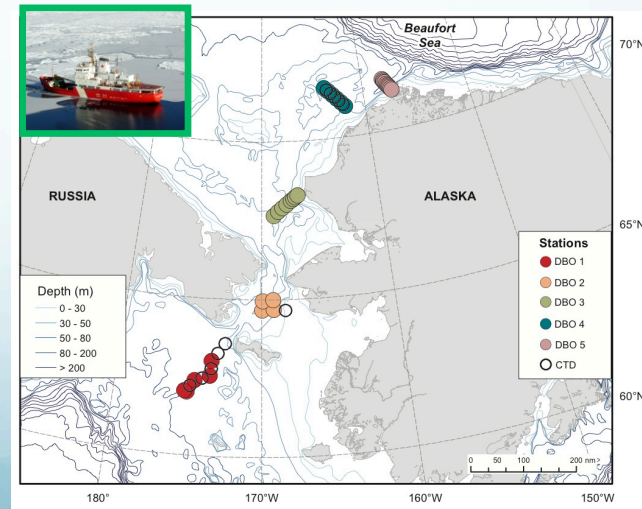 Beaufort
Sea
70°N
RUSSIA
ALASKA
65°N
Stations
DBO 1
DBO 2
DBO 3
DBO 4
DBO 5
CTD
Depth (m)
0 - 30
30 - 50
50 - 80
80 - 200
> 200
60°N
0 50 100 200 nm
180°
170°W
160°W
150°W